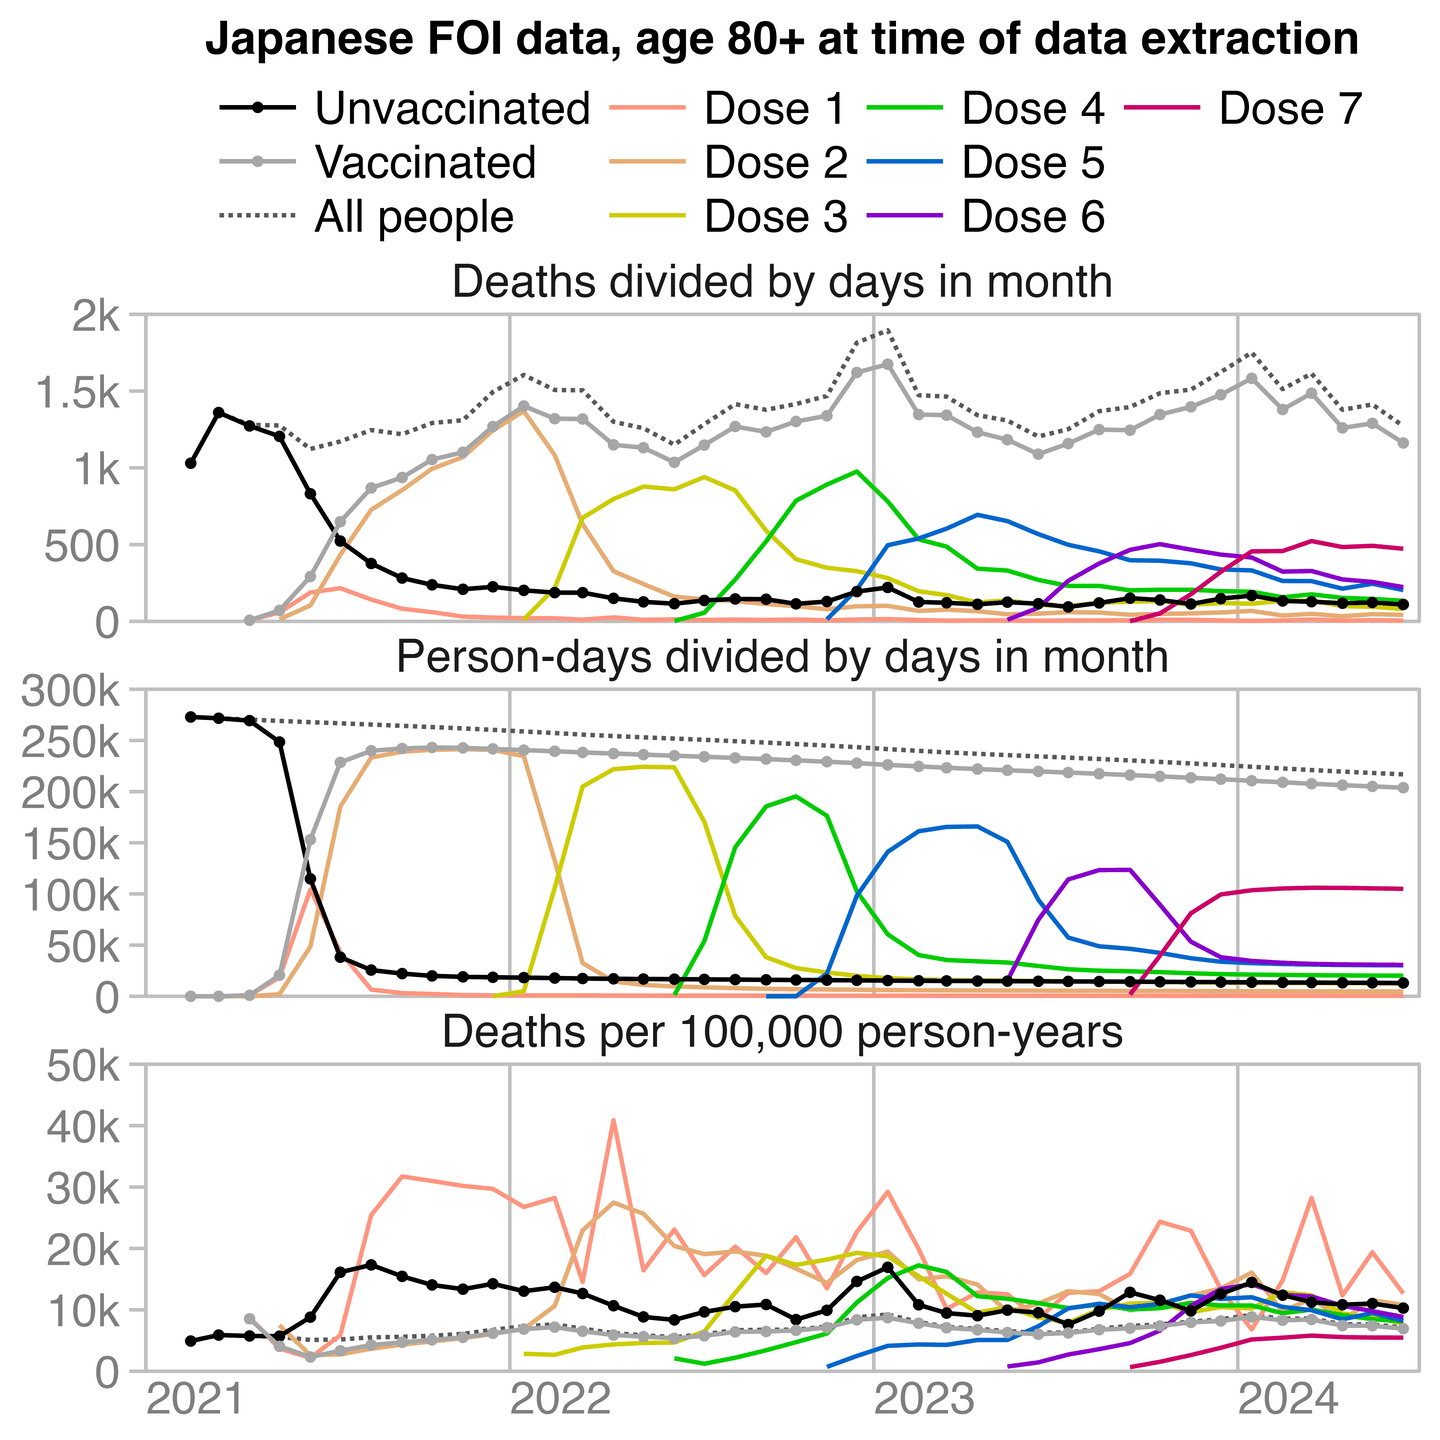 Japanese FOI data, age 80+ at time of data extraction
Unvaccinated Dose 1 Dose 4 Dose 7
Vaccinated Dose 2 Dose 5
All people Dose 3 Dose 6
Deaths divided by days in month
2k
1.5k
1k
500
0
Person-days divided by days in month
300k
250k
200k
150k
100k
50k
0
Deaths per 100,000 person-years
50k
40k
30k
20k
10k
0
2021 2022 2023 2024